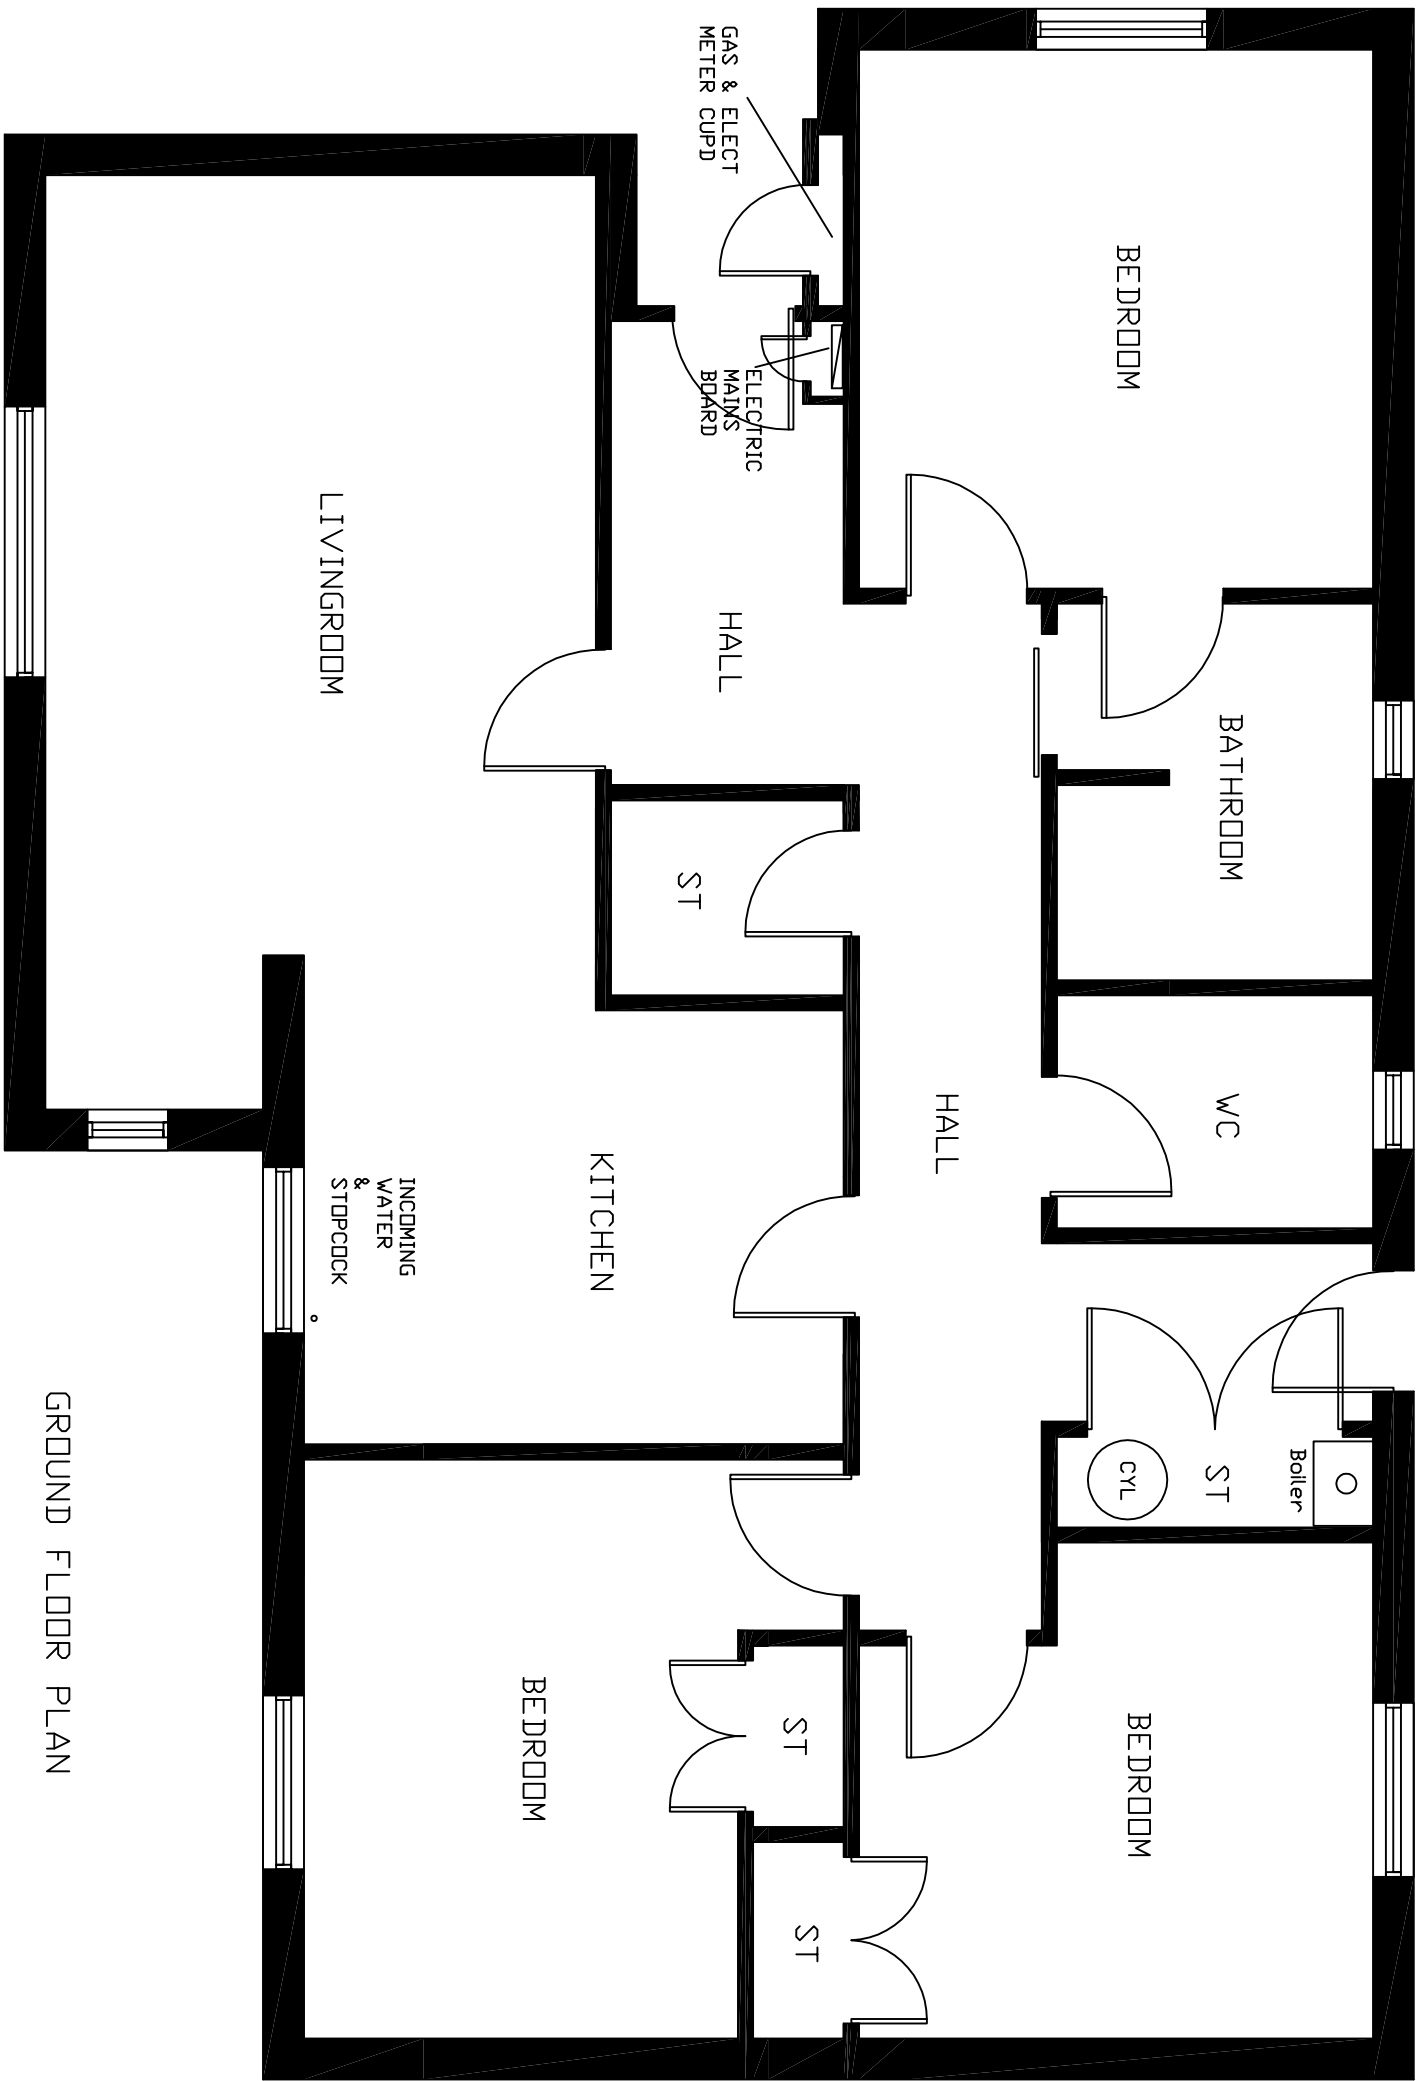 GAS & ELECT
METER CUPD
BEDROOM
ELECTRIC
MAINS
BOARD
LIVINGROOM
HALL
BATHROOM
ST
WC
HALL
KITCHEN
INCOMING
WATER
&
STOPCOCK
Boiler
ST
CYL
BEDROOM
ST
BEDROOM
ST
GROUND FLOOR PLAN